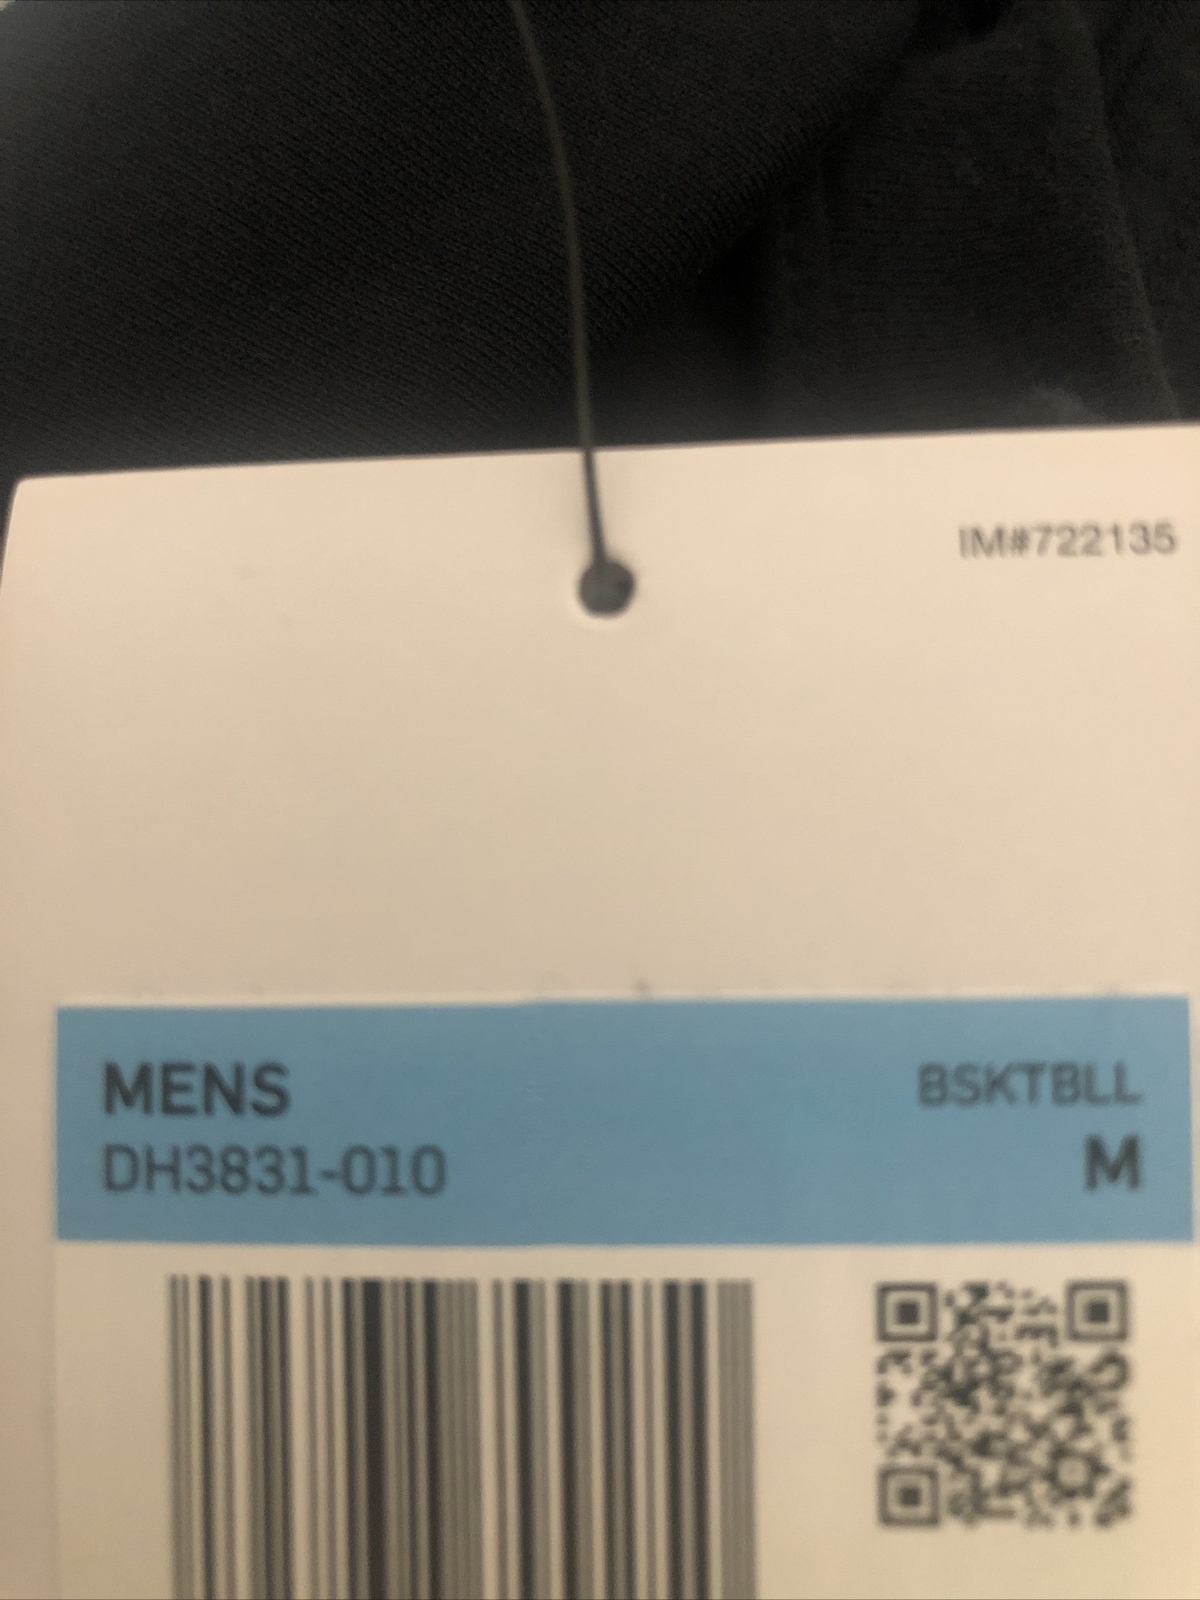 IM#722135
MENS
BSKTBLL
DH3831-010
M